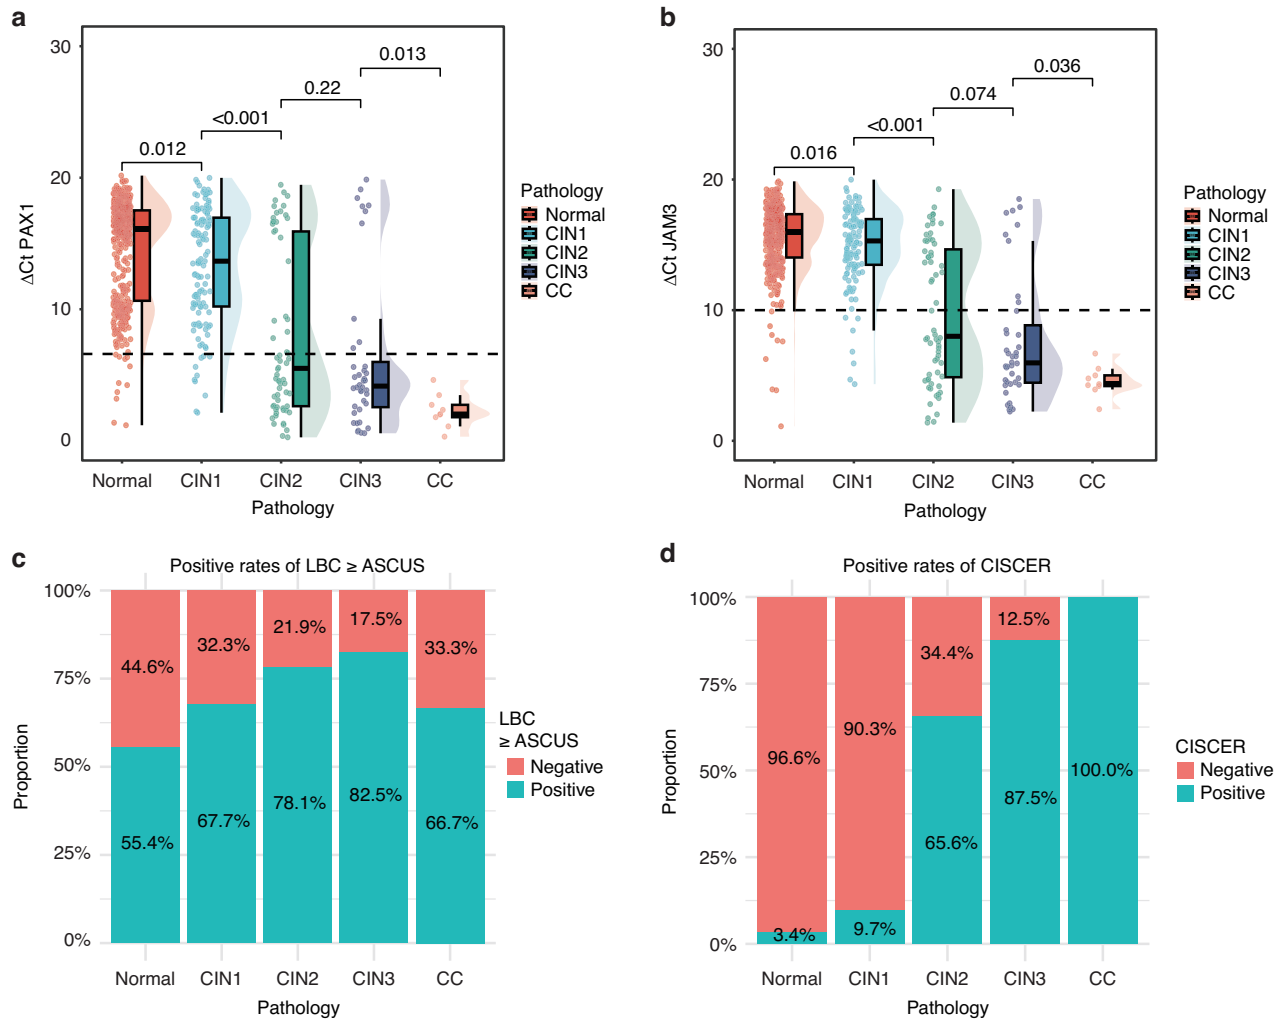 a
30
20
10
0
ΔCt PAX1
0.012
<0.001
0.22
0.013
Normal
CIN1
CIN2
CIN3
CC
Pathology
Pathology
Normal
CIN1
CIN2
CIN3
CC
b
30
20
10
0
ΔCt JAM3
0.016
<0.001
0.074
0.036
Normal
CIN1
CIN2
CIN3
CC
Pathology
Pathology
Normal
CIN1
CIN2
CIN3
CC
c
Positive rates of LBC ≥ ASCUS
100%
75%
50%
25%
0%
Proportion
44.6%
32.3%
21.9%
17.5%
33.3%
55.4%
67.7%
78.1%
82.5%
66.7%
Normal
CIN1
CIN2
CIN3
CC
Pathology
LBC
≥ ASCUS
Negative
Positive
d
Positive rates of CISCER
100%
75%
50%
25%
0%
Proportion
96.6%
90.3%
34.4%
12.5%
100.0%
3.4%
9.7%
65.6%
87.5%
Normal
CIN1
CIN2
CIN3
CC
Pathology
CISCER
Negative
Positive